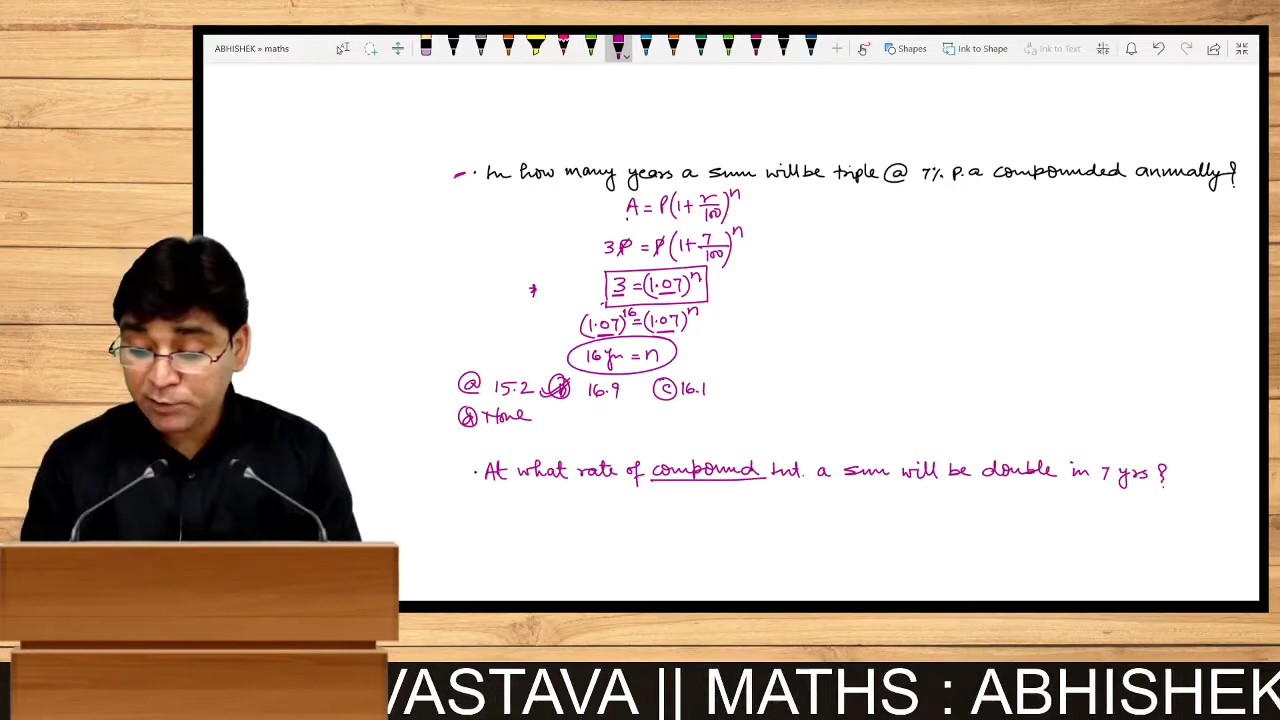 ABHISHEK » maths
Shapes
Ink to Shape
Ink to Text
· In how many years a sum will be triple @ 7% p.a compounded annually?
A = P(1+r/100)^n
3P = P(1+7/100)^n
3 = (1.07)^n
(1.07)^16 = (1.07)^n
16 yrs = n
(a) 15.2 (b) 16.9 (c) 16.1
(d) None
· At what rate of compound Int. a sum will be double in 7 yrs?
VASTAVA || MATHS : ABHISHEK